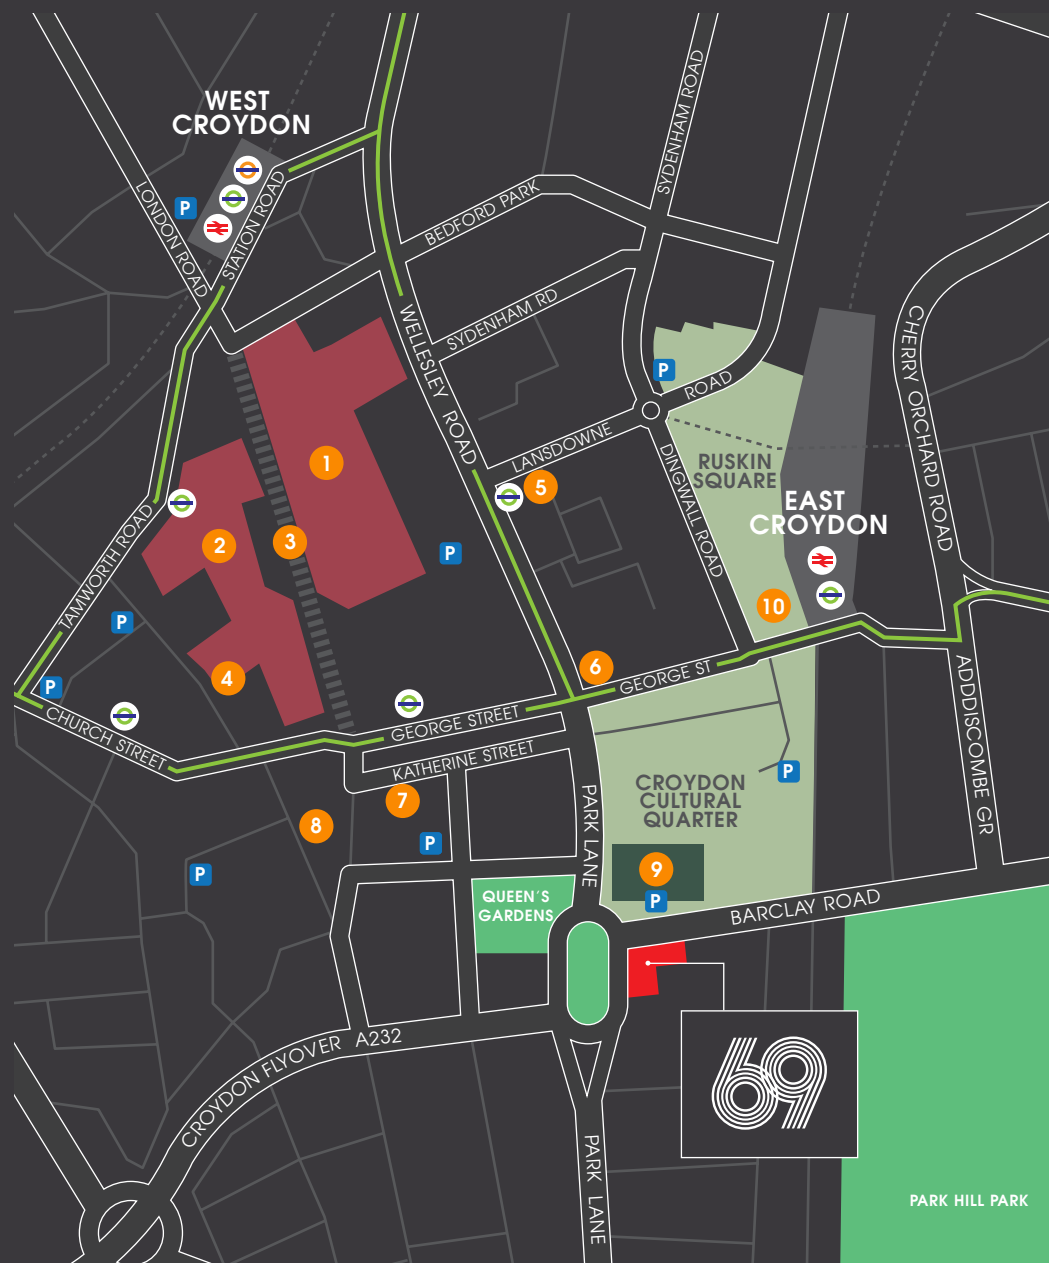 WEST
CROYDON
SYDENHAM ROAD
LONDON ROAD
P
STATION ROAD
BEDFORD PARK
SYDENHAM RD
WELLESLEY ROAD
CHERRY ORCHARD ROAD
P
ROAD
LANSDOWNE
1
RUSKIN
SQUARE
DINGWALL ROAD
5
EAST
CROYDON
TAMWORTH ROAD
2
3
P
10
P
4
6
GEORGE ST
P
CHURCH STREET
GEORGE STREET
KATHERINE STREET
ADDDISCOMBE GR
P
CROYDON
CULTURAL
QUARTER
7
8
PARK LANE
P
P
9
P
QUEEN'S
GARDENS
BARCLAY ROAD
CROYDON FLYOVER A232
69
PARK LANE
PARK HILL PARK